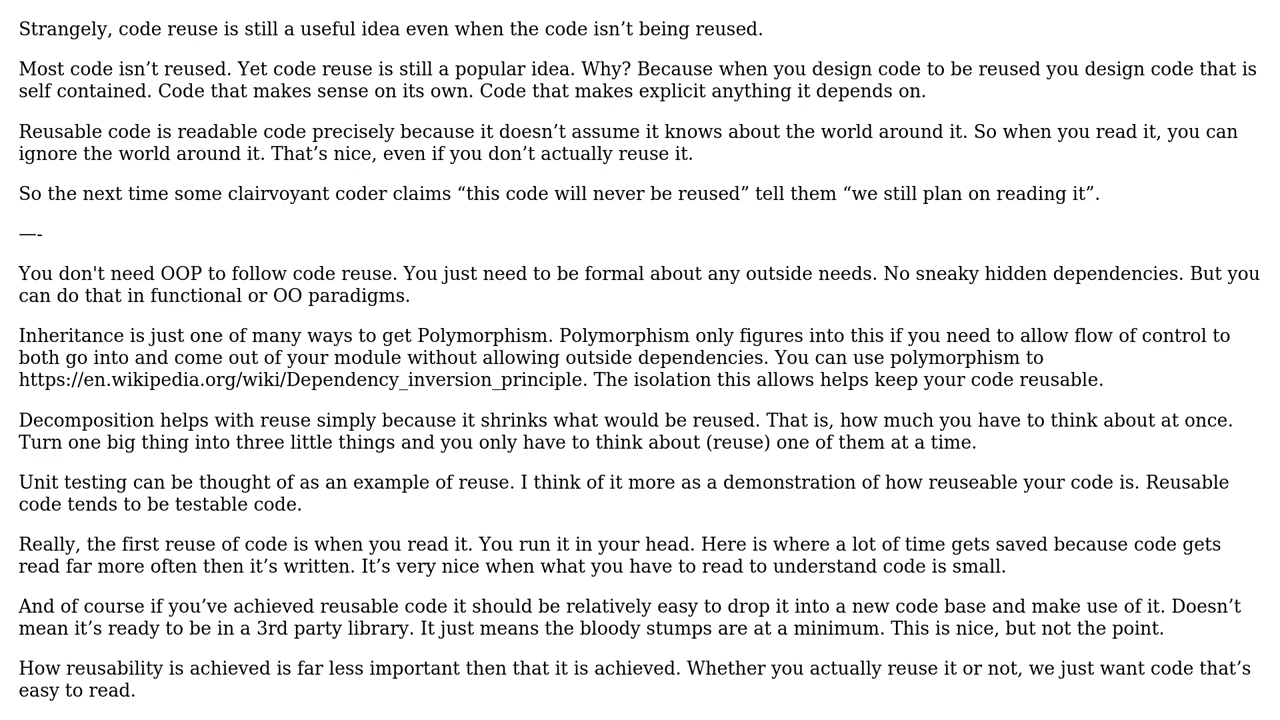 Strangely, code reuse is still a useful idea even when the code isn’t being reused.
Most code isn’t reused. Yet code reuse is still a popular idea. Why? Because when you design code to be reused you design code that is
self contained. Code that makes sense on its own. Code that makes explicit anything it depends on.
Reusable code is readable code precisely because it doesn’t assume it knows about the world around it. So when you read it, you can
ignore the world around it. That’s nice, even if you don’t actually reuse it.
So the next time some clairvoyant coder claims “this code will never be reused” tell them “we still plan on reading it”.
—-
You don't need OOP to follow code reuse. You just need to be formal about any outside needs. No sneaky hidden dependencies. But you
can do that in functional or OO paradigms.
Inheritance is just one of many ways to get Polymorphism. Polymorphism only figures into this if you need to allow flow of control to
both go into and come out of your module without allowing outside dependencies. You can use polymorphism to
https://en.wikipedia.org/wiki/Dependency_inversion_principle. The isolation this allows helps keep your code reusable.
Decomposition helps with reuse simply because it shrinks what would be reused. That is, how much you have to think about at once.
Turn one big thing into three little things and you only have to think about (reuse) one of them at a time.
Unit testing can be thought of as an example of reuse. I think of it more as a demonstration of how reuseable your code is. Reusable
code tends to be testable code.
Really, the first reuse of code is when you read it. You run it in your head. Here is where a lot of time gets saved because code gets
read far more often then it’s written. It’s very nice when what you have to read to understand code is small.
And of course if you’ve achieved reusable code it should be relatively easy to drop it into a new code base and make use of it. Doesn’t
mean it’s ready to be in a 3rd party library. It just means the bloody stumps are at a minimum. This is nice, but not the point.
How reusability is achieved is far less important then that it is achieved. Whether you actually reuse it or not, we just want code that’s
easy to read.